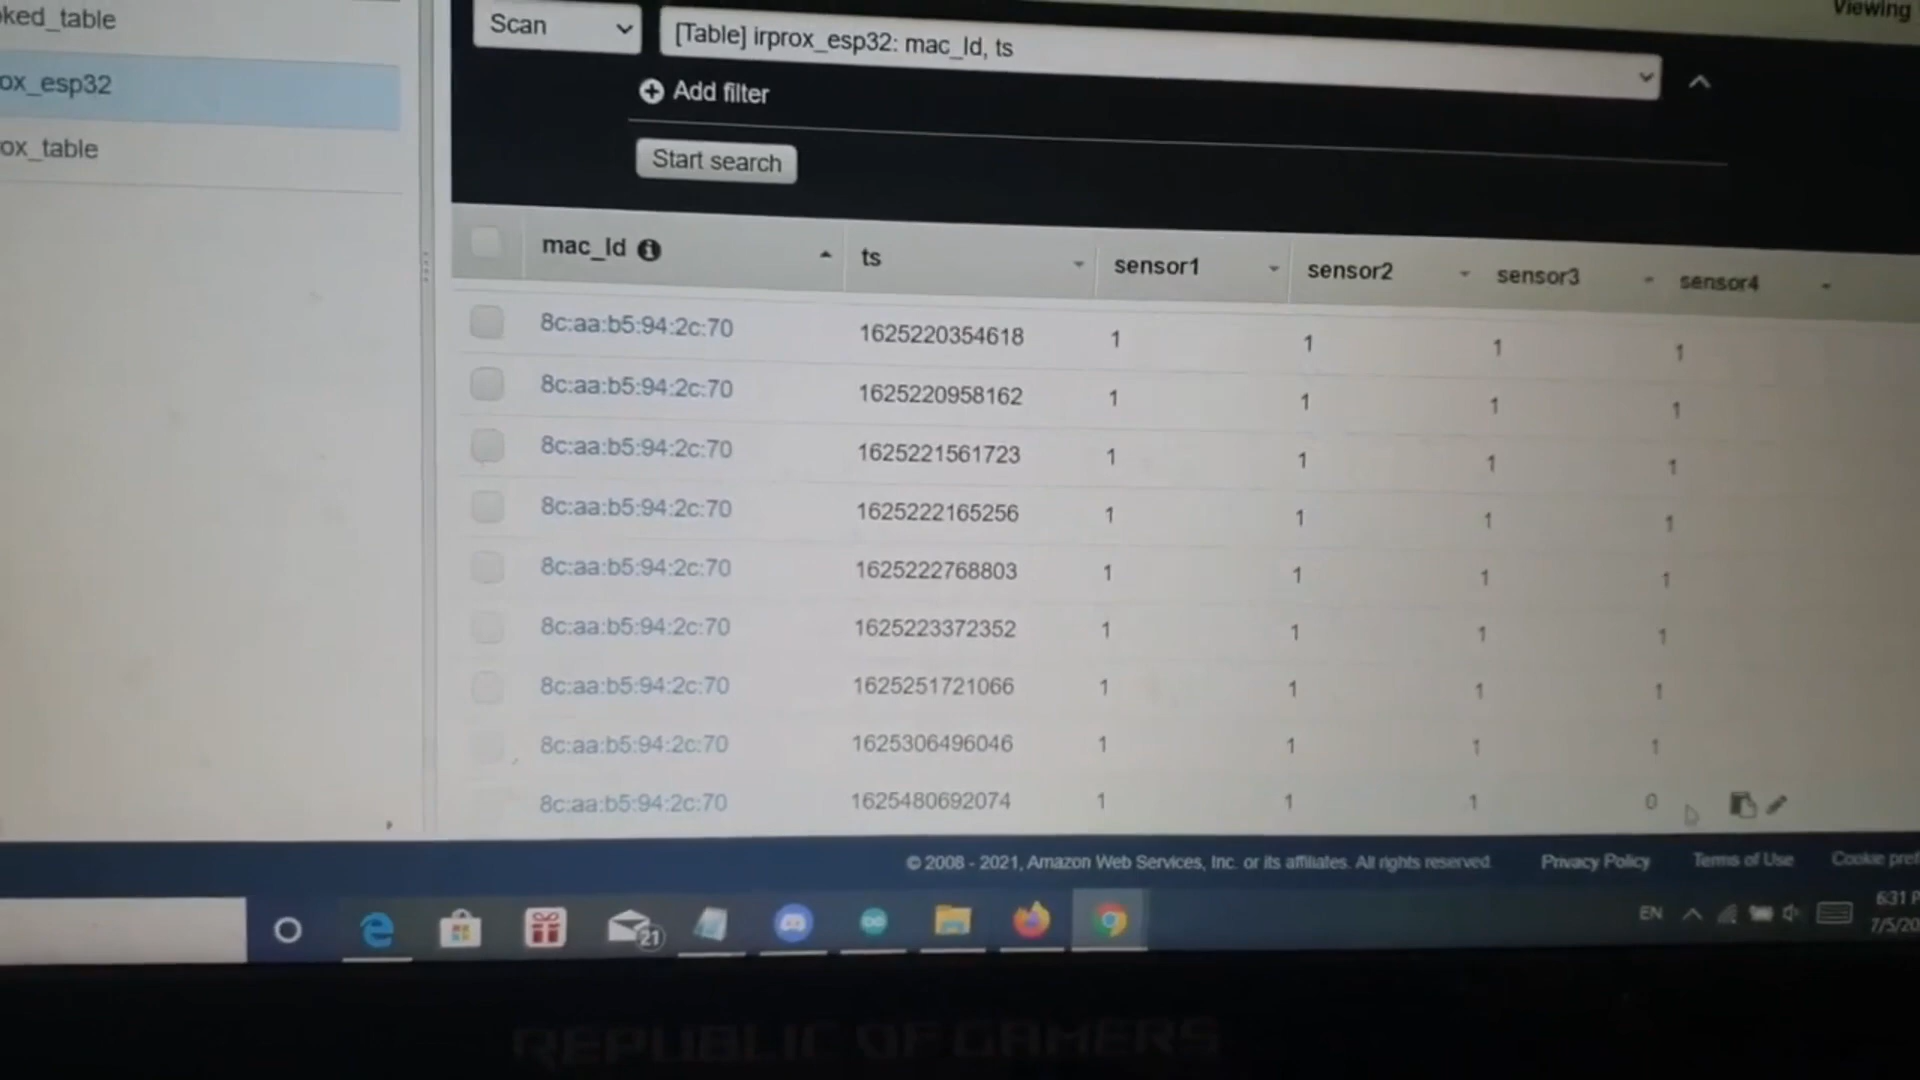 ked_table
ox_esp32
ox_table
Viewing
Scan
[Table] irprox_esp32: mac_Id, ts
Add filter
Start search
mac_Id ts sensor1 sensor2 sensor3 sensor4
8c:aa:b5:94:2c:70 1625220354618 1 1 1 1
8c:aa:b5:94:2c:70 1625220958162 1 1 1 1
8c:aa:b5:94:2c:70 1625221561723 1 1 1 1
8c:aa:b5:94:2c:70 1625222165256 1 1 1 1
8c:aa:b5:94:2c:70 1625222768803 1 1 1 1
8c:aa:b5:94:2c:70 1625223372352 1 1 1 1
8c:aa:b5:94:2c:70 1625251721066 1 1 1 1
8c:aa:b5:94:2c:70 1625306496046 1 1 1 1
8c:aa:b5:94:2c:70 1625480692074 1 1 1 0
© 2008 - 2021, Amazon Web Services, Inc. or its affiliates. All rights reserved. Privacy Policy Terms of Use Cookie pref
21
EN
6:31 P
7/5/20
REPUBLIC OF GAMERS